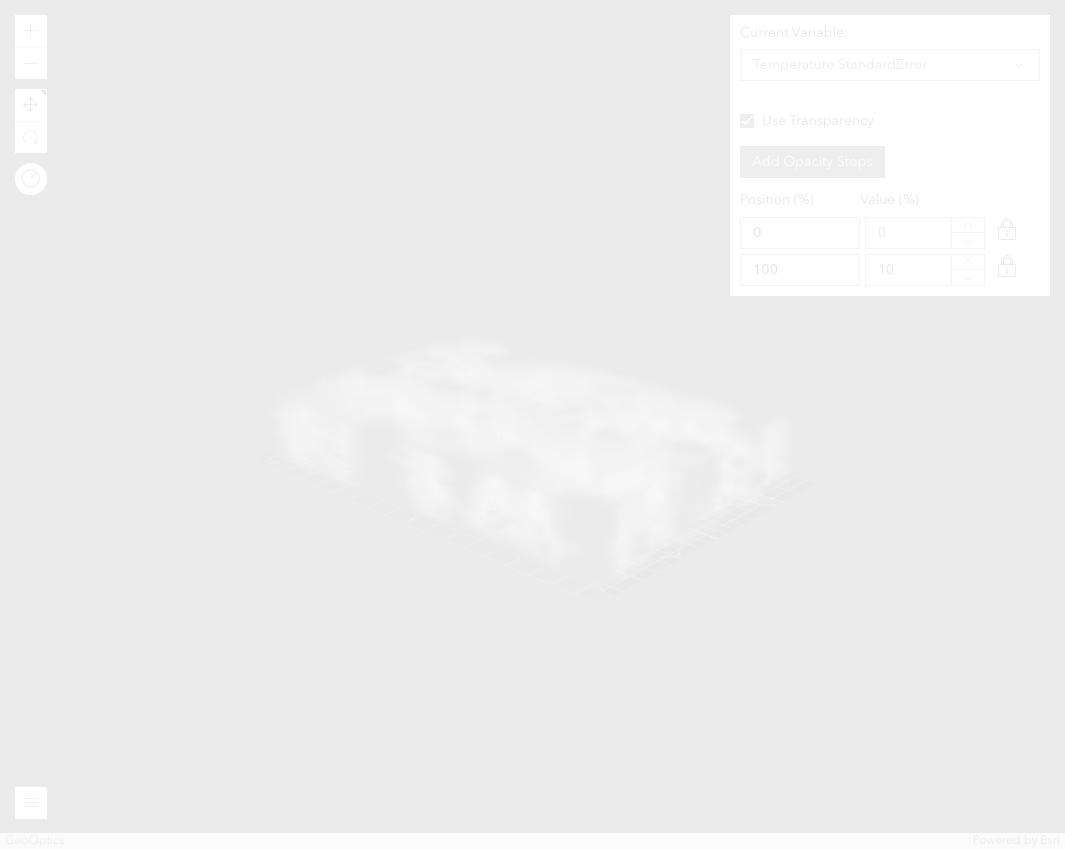 Current Variable:
Temperature StandardError
Use Transparency
Add Opacity Stops
Position (%) Value (%)
0 0
100 10
GeoOptics
Powered by Esri